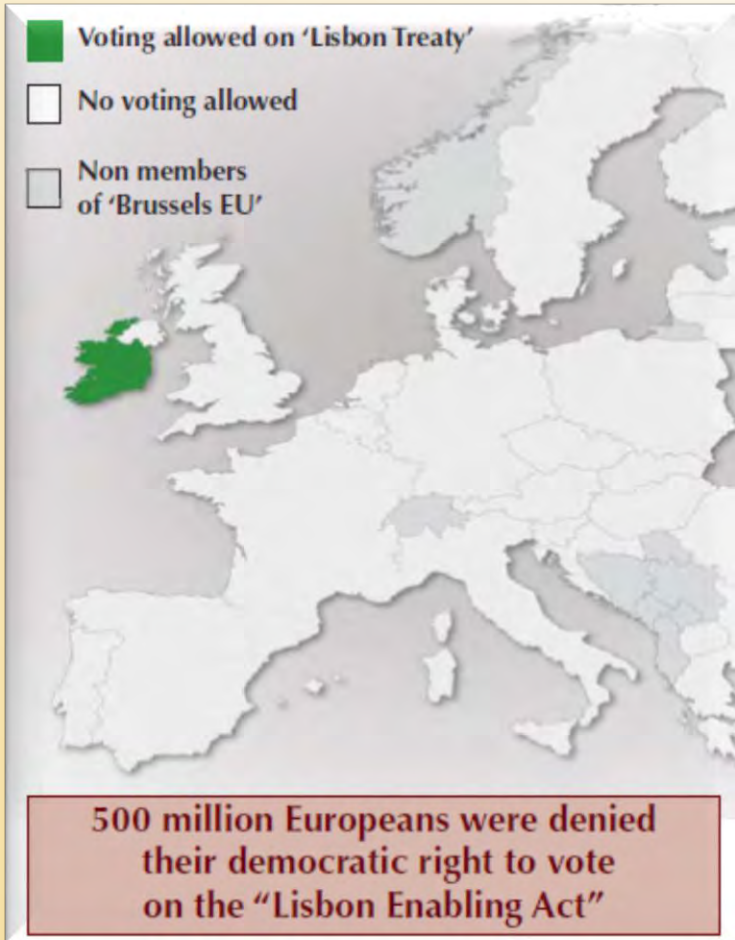 Voting allowed on ‘Lisbon Treaty’
No voting allowed
Non members
of ‘Brussels EU’
500 million Europeans were denied
their democratic right to vote
on the “Lisbon Enabling Act”